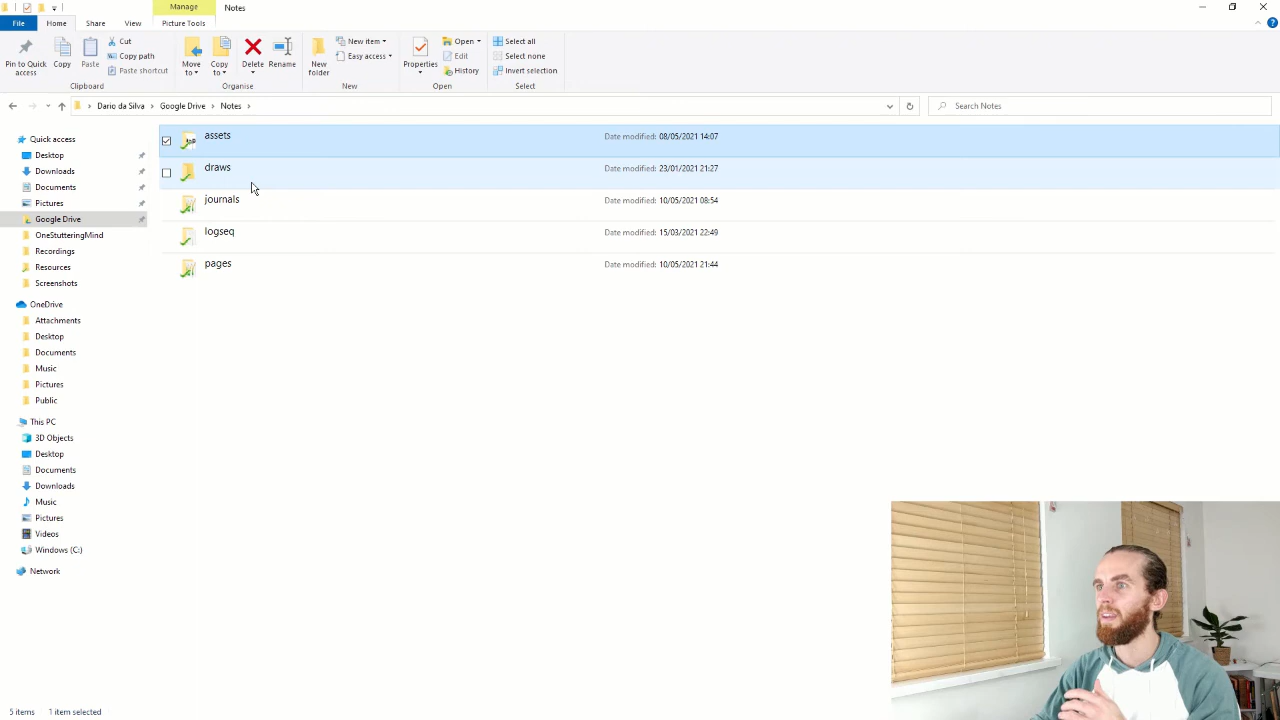 Manage
Notes
File
Home
Share
View
Picture Tools
Pin to Quick access
Copy
Paste
Cut
Copy path
Paste shortcut
Clipboard
Move to
Copy to
Delete
Rename
Organise
New folder
New item
Easy access
New
Properties
Open
Edit
History
Open
Select all
Select none
Invert selection
Select
Dario da Silva > Google Drive > Notes >
Search Notes
Quick access
Desktop
Downloads
Documents
Pictures
Google Drive
OneStutteringMind
Recordings
Resources
Screenshots
OneDrive
Attachments
Desktop
Documents
Music
Pictures
Public
This PC
3D Objects
Desktop
Documents
Downloads
Music
Pictures
Videos
Windows (C:)
Network
assets Date modified: 08/05/2021 14:07
draws Date modified: 23/01/2021 21:27
journals Date modified: 10/05/2021 08:54
logseq Date modified: 15/03/2021 22:49
pages Date modified: 10/05/2021 21:44
5 items 1 item selected